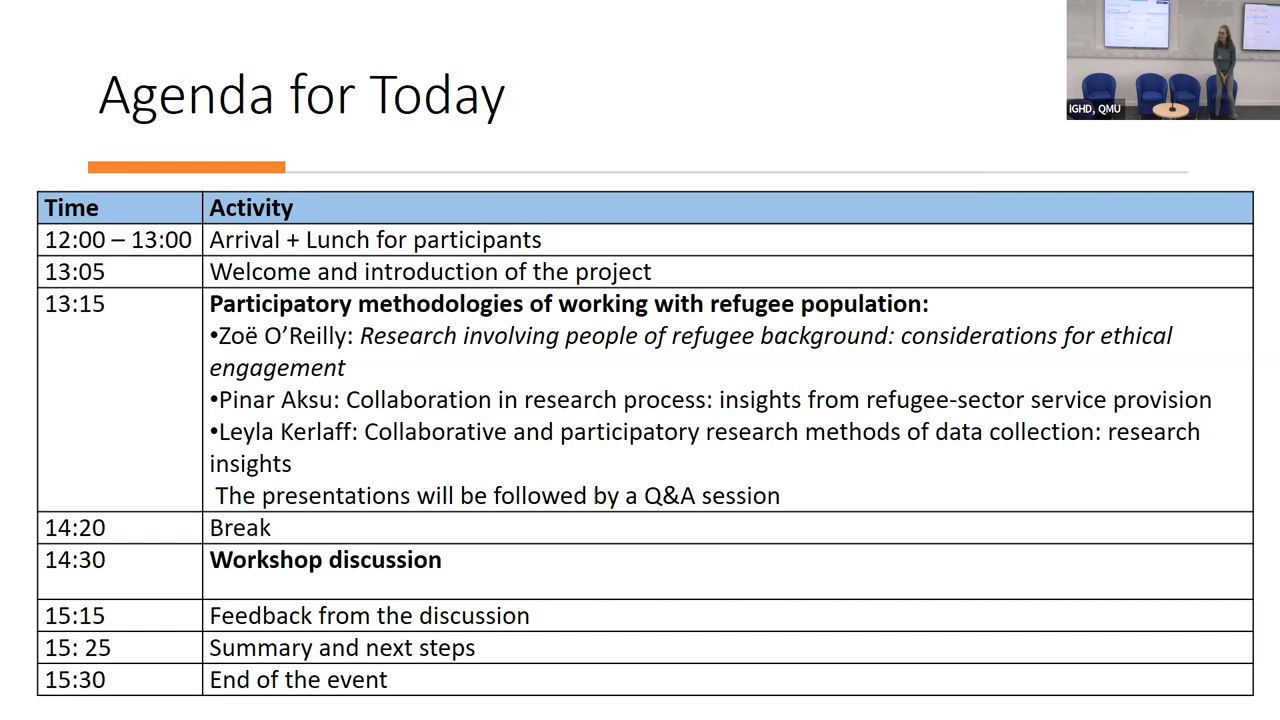 Agenda for Today
IGHD, QMU
Time Activity
12:00 – 13:00 Arrival + Lunch for participants
13:05 Welcome and introduction of the project
13:15 Participatory methodologies of working with refugee population:
•Zoë O’Reilly: Research involving people of refugee background: considerations for ethical
engagement
•Pinar Aksu: Collaboration in research process: insights from refugee-sector service provision
•Leyla Kerlaff: Collaborative and participatory research methods of data collection: research
insights
The presentations will be followed by a Q&A session
14:20 Break
14:30 Workshop discussion
15:15 Feedback from the discussion
15: 25 Summary and next steps
15:30 End of the event